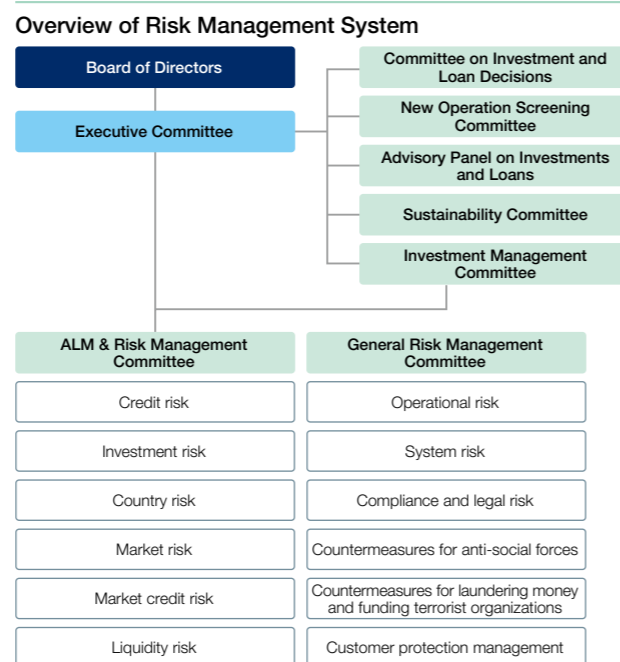 Overview of Risk Management System
Board of Directors
Executive Committee
Committee on Investment and
Loan Decisions
New Operation Screening
Committee
Advisory Panel on Investments
and Loans
Sustainability Committee
Investment Management
Committee
ALM & Risk Management
Committee
Credit risk
Investment risk
Country risk
Market risk
Market credit risk
Liquidity risk
General Risk Management
Committee
Operational risk
System risk
Compliance and legal risk
Countermeasures for anti-social forces
Countermeasures for laundering money
and funding terrorist organizations
Customer protection management